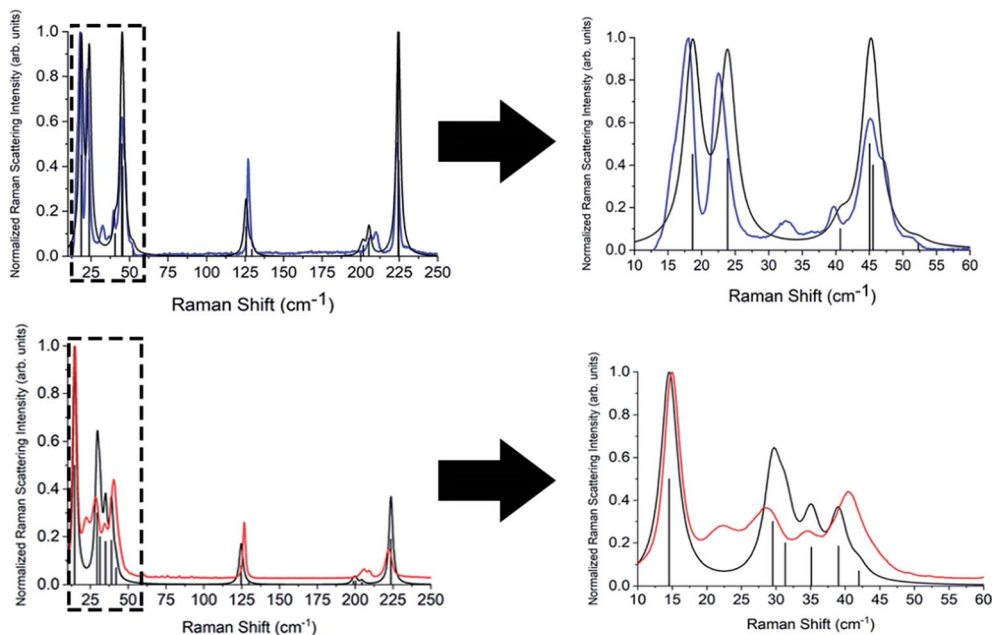 Normalized Raman Scattering Intensity (arb. units)
1.0
0.8
0.6
0.4
0.2
0.0
25 50 75 100 125 150 175 200 225 250
Raman Shift (cm-1)
Normalized Raman Scattering Intensity (arb. units)
1.0
0.8
0.6
0.4
0.2
0.0
10 15 20 25 30 35 40 45 50 55 60
Raman Shift (cm-1)
Normalized Raman Scattering Intensity (arb. units)
1.0
0.8
0.6
0.4
0.2
0.0
25 50 75 100 125 150 175 200 225 250
Raman Shift (cm-1)
Normalized Raman Scattering Intensity (arb. units)
1.0
0.8
0.6
0.4
0.2
0.0
10 15 20 25 30 35 40 45 50 55 60
Raman Shift (cm-1)